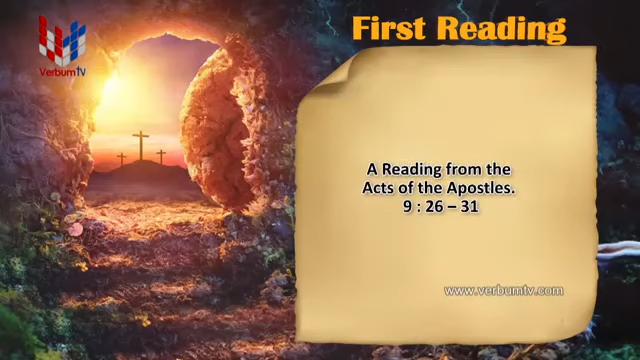 VerbumTV
First Reading
A Reading from the
Acts of the Apostles.
9 : 26 – 31
www.verbumtv.com